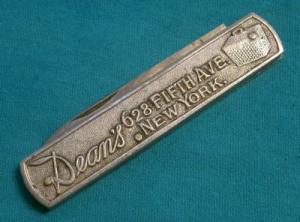 Dean's
628 FIFTH AVE.
NEW YORK.